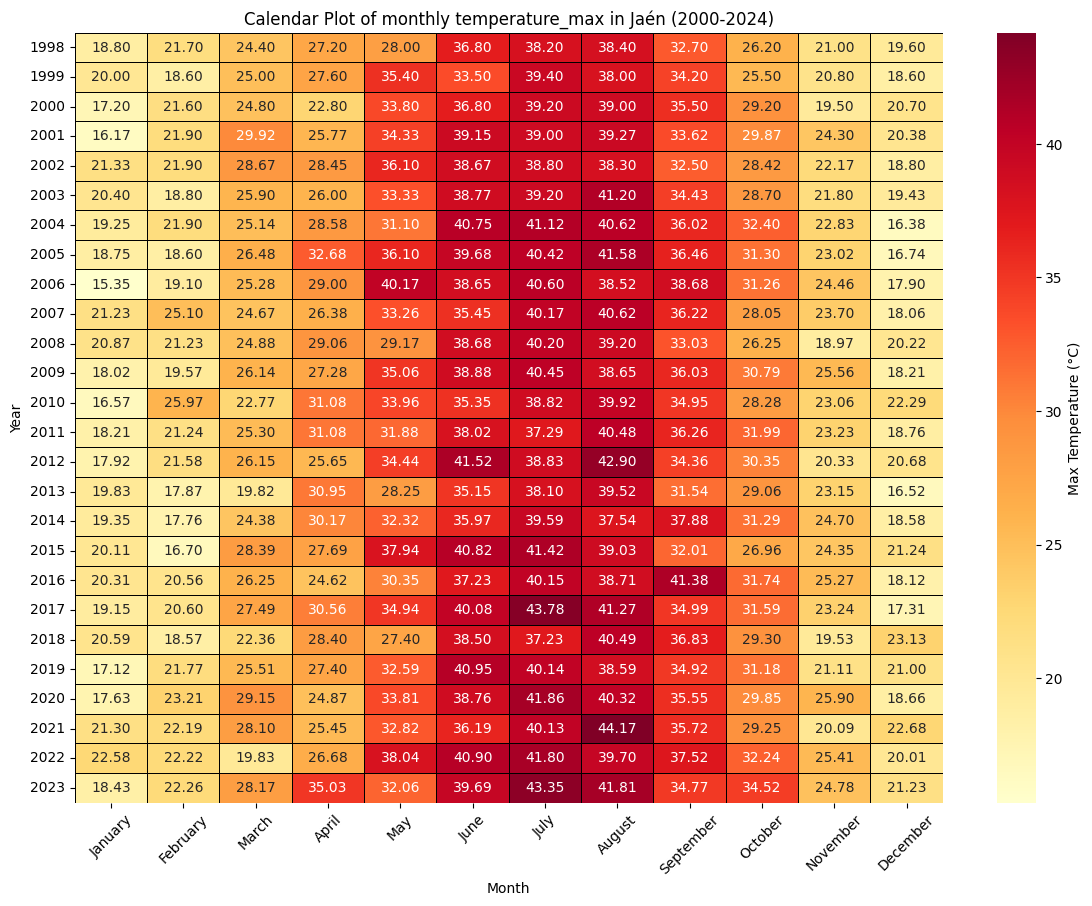 Calendar Plot of monthly temperature_max in Jaén (2000-2024)
1998 18.80 21.70 24.40 27.20 28.00 36.80 38.20 38.40 32.70 26.20 21.00 19.60
1999 20.00 18.60 25.00 27.60 35.40 33.50 39.40 38.00 34.20 25.50 20.80 18.60
2000 17.20 21.60 24.80 22.80 33.80 36.80 39.20 39.00 35.50 29.20 19.50 20.70
2001 16.17 21.90 29.92 25.77 34.33 39.15 39.00 39.27 33.62 29.87 24.30 20.38
2002 21.33 21.90 28.67 28.45 36.10 38.67 38.80 38.30 32.50 28.42 22.17 18.80
2003 20.40 18.80 25.90 26.00 33.33 38.77 39.20 41.20 34.43 28.70 21.80 19.43
2004 19.25 21.90 25.14 28.58 31.10 40.75 41.12 40.62 36.02 32.40 22.83 16.38
2005 18.75 18.60 26.48 32.68 36.10 39.68 40.42 41.58 36.46 31.30 23.02 16.74
2006 15.35 19.10 25.28 29.00 40.17 38.65 40.60 38.52 38.68 31.26 24.46 17.90
2007 21.23 25.10 24.67 26.38 33.26 35.45 40.17 40.62 36.22 28.05 23.70 18.06
2008 20.87 21.23 24.88 29.06 29.17 38.68 40.20 39.20 33.03 26.25 18.97 20.22
2009 18.02 19.57 26.14 27.28 35.06 38.88 40.45 38.65 36.03 30.79 25.56 18.21
2010 16.57 25.97 22.77 31.08 33.96 35.35 38.82 39.92 34.95 28.28 23.06 22.29
2011 18.21 21.24 25.30 31.08 31.88 38.02 37.29 40.48 36.26 31.99 23.23 18.76
2012 17.92 21.58 26.15 25.65 34.44 41.52 38.83 42.90 34.36 30.35 20.33 20.68
2013 19.83 17.87 19.82 30.95 28.25 35.15 38.10 39.52 31.54 29.06 23.15 16.52
2014 19.35 17.76 24.38 30.17 32.32 35.97 39.59 37.54 37.88 31.29 24.70 18.58
2015 20.11 16.70 28.39 27.69 37.94 40.82 41.42 39.03 32.01 26.96 24.35 21.24
2016 20.31 20.56 26.25 24.62 30.35 37.23 40.15 38.71 41.38 31.74 25.27 18.12
2017 19.15 20.60 27.49 30.56 34.94 40.08 43.78 41.27 34.99 31.59 23.24 17.31
2018 20.59 18.57 22.36 28.40 27.40 38.50 37.23 40.49 36.83 29.30 19.53 23.13
2019 17.12 21.77 25.51 27.40 32.59 40.95 40.14 38.59 34.92 31.18 21.11 21.00
2020 17.63 23.21 29.15 24.87 33.81 38.76 41.86 40.32 35.55 29.85 25.90 18.66
2021 21.30 22.19 28.10 25.45 32.82 36.19 40.13 44.17 35.72 29.25 20.09 22.68
2022 22.58 22.22 19.83 26.68 38.04 40.90 41.80 39.70 37.52 32.24 25.41 20.01
2023 18.43 22.26 28.17 35.03 32.06 39.69 43.35 41.81 34.77 34.52 24.78 21.23
January February March April May June July August September October November December
Month
Year
40
35
30
25
20
Max Temperature (°C)